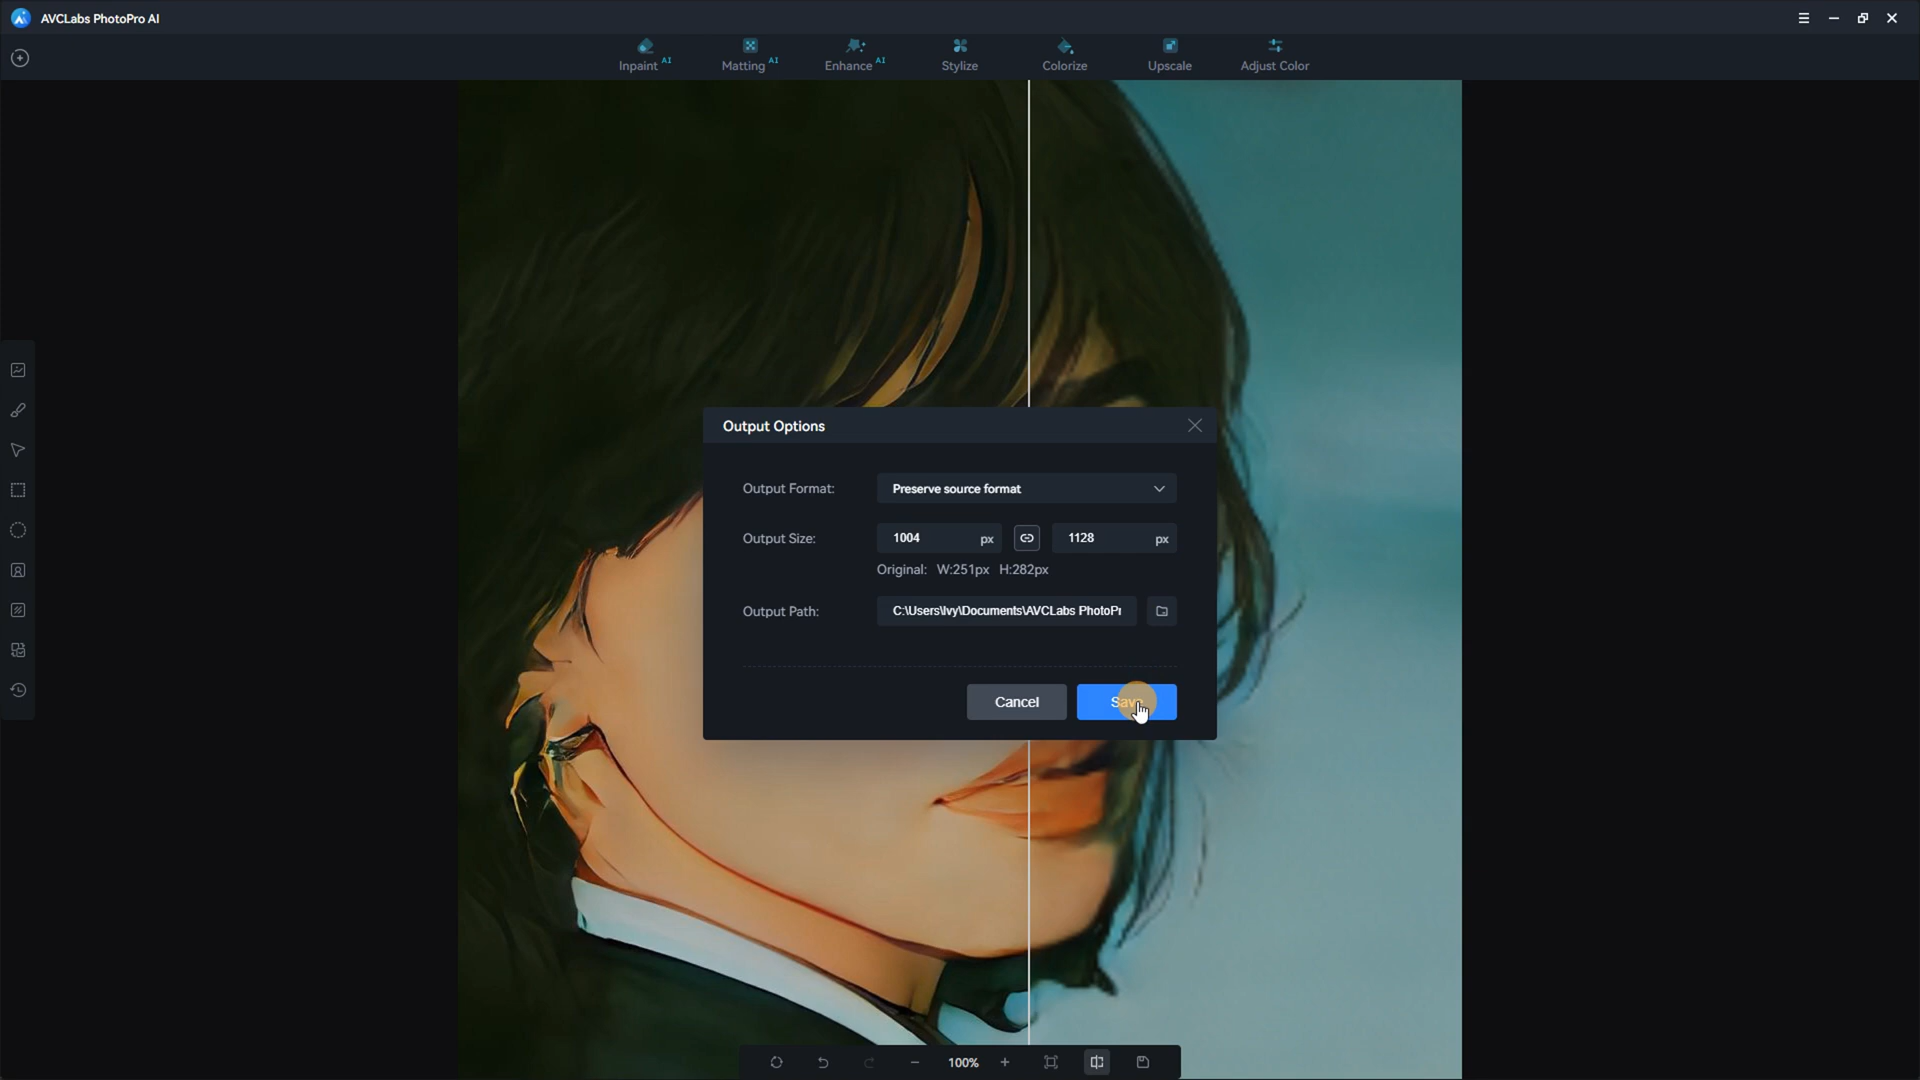 AVCLabs PhotoPro AI
Inpaint AI
Matting AI
Enhance AI
Stylize
Colorize
Upscale
Adjust Color
Output Options
Output Format: Preserve source format
Output Size: 1004 px 1128 px
Original: W:251px H:282px
Output Path: C:\Users\Ivy\Documents\AVCLabs PhotoPr
Cancel Save
100%